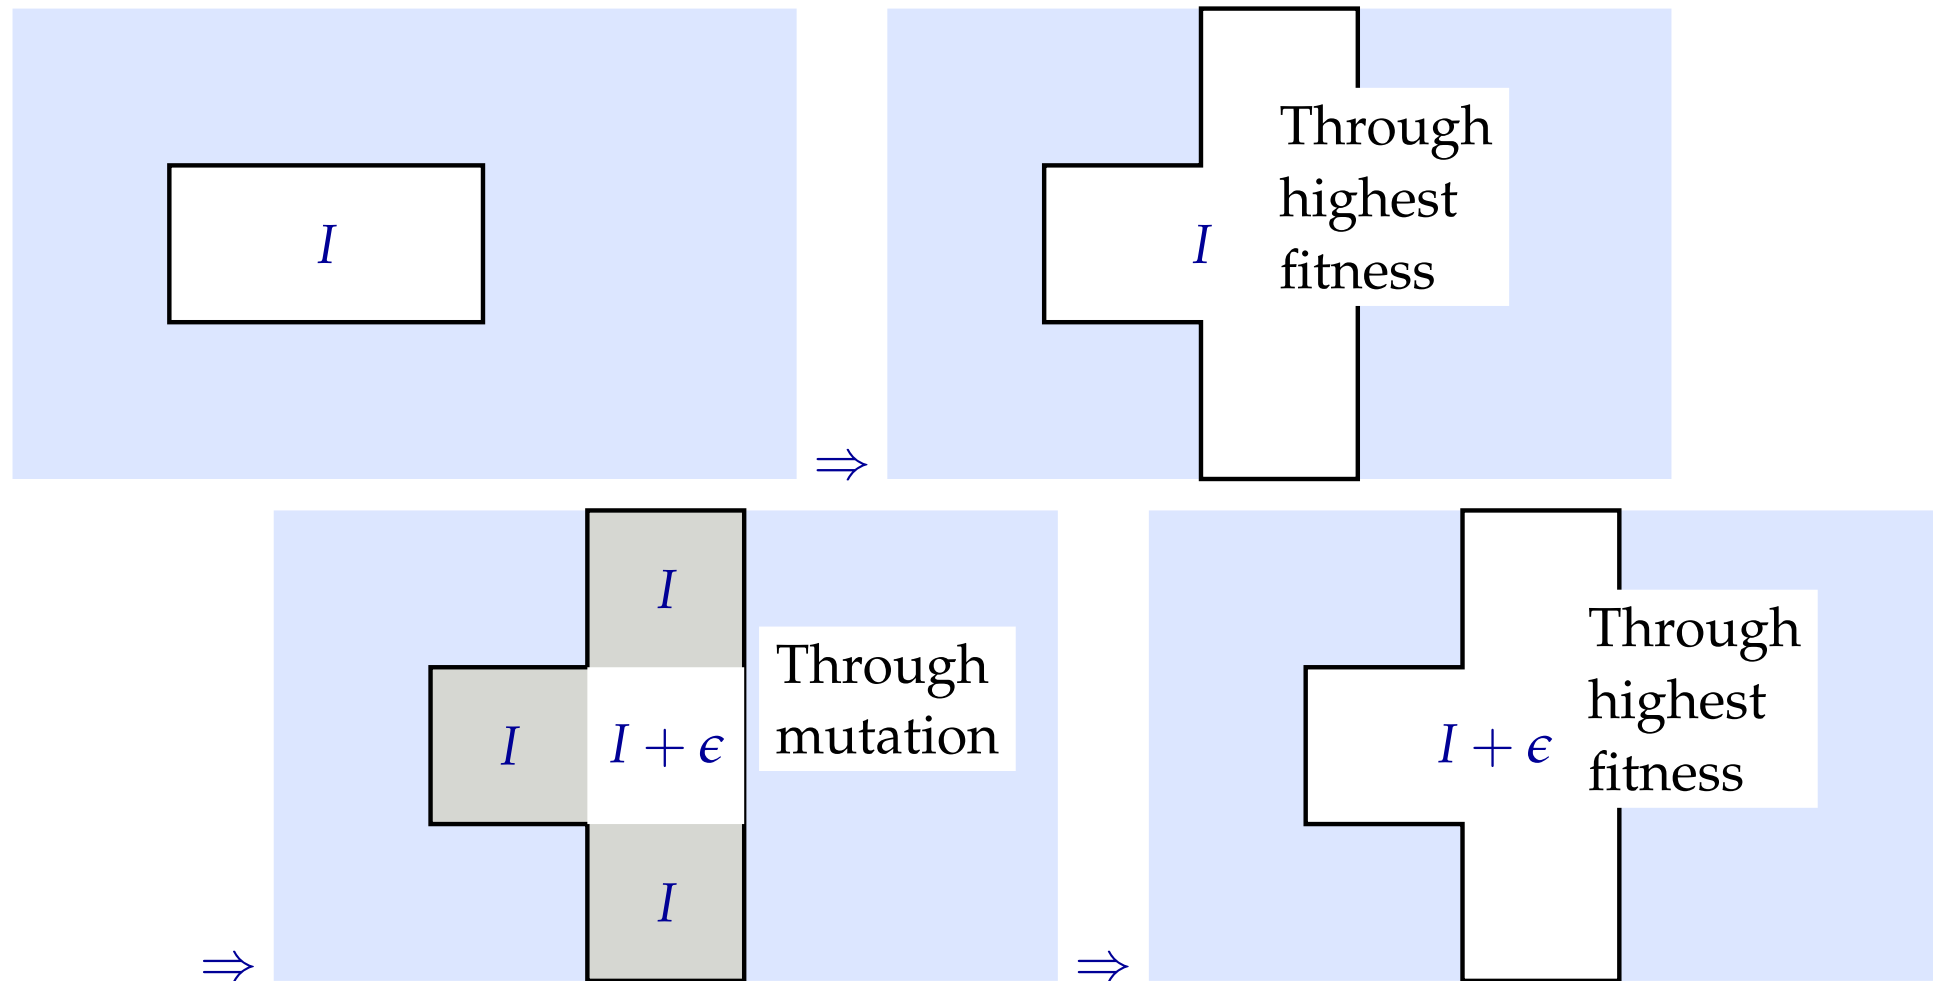 I
I
Through
highest
fitness
⇒
I
Through
mutation
I
I + ϵ
I
⇒
Through
highest
fitness
I + ϵ
⇒